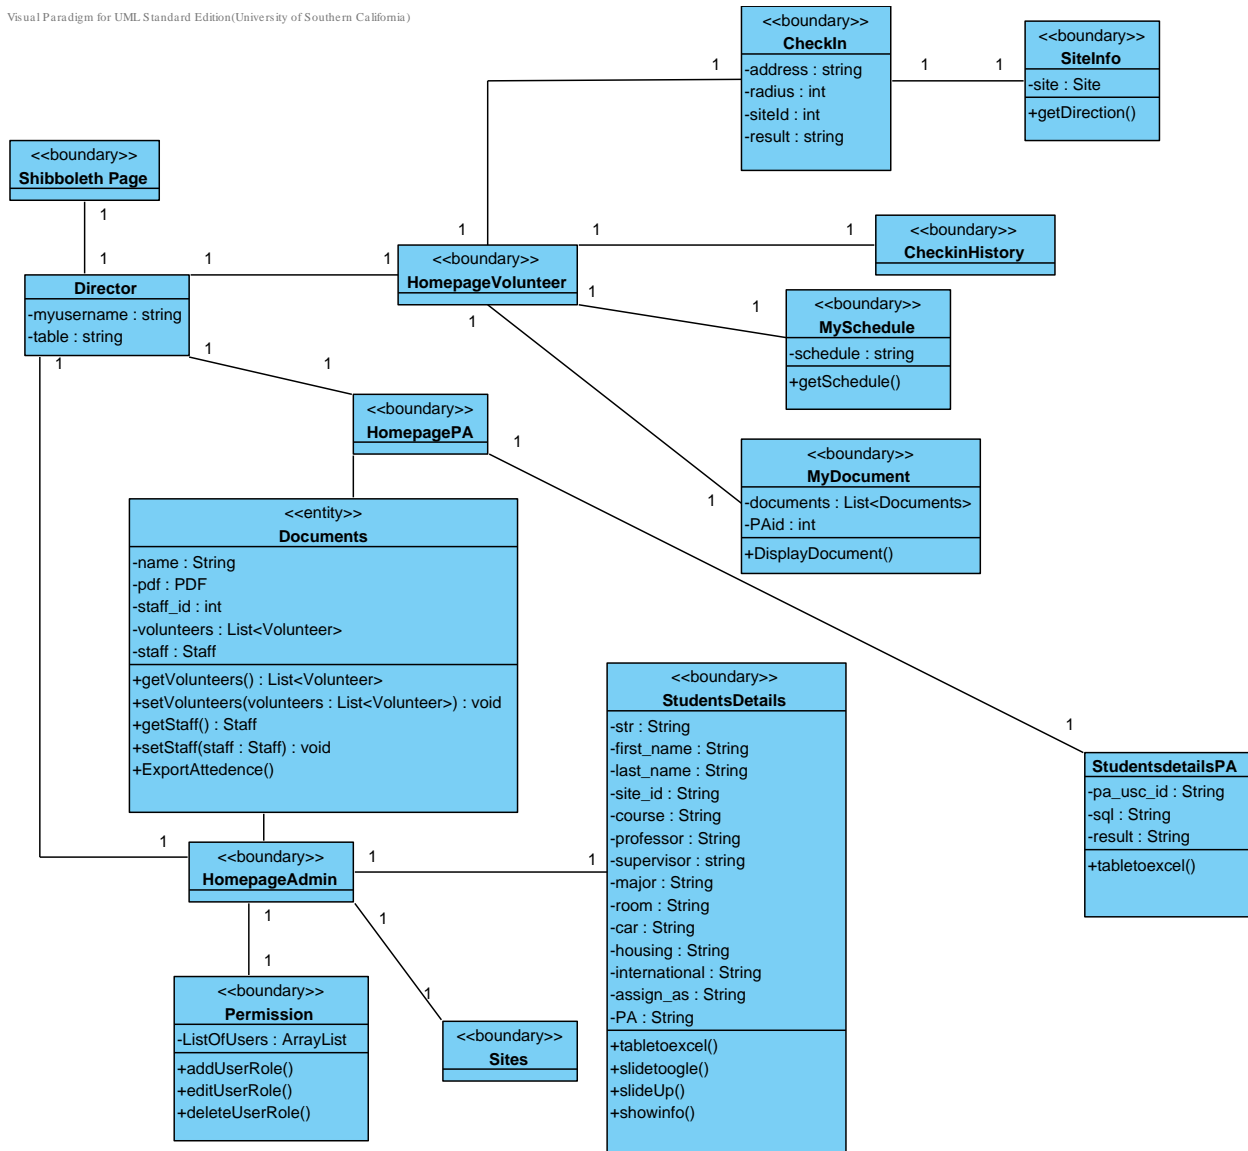 Visual Paradigm for UML Standard Edition(University of Southern California)
<<boundary>>
CheckIn
-address : string
-radius : int
-siteId : int
-result : string
1
1
1
1
<<boundary>>
SiteInfo
-site : Site
+getDirection()
<<boundary>>
Shibboleth Page
1
1
Director
-myusername : string
-table : string
1
1
<<boundary>>
HomepageVolunteer
1
1
<<boundary>>
CheckinHistory
1
1
<<boundary>>
MySchedule
-schedule : string
+getSchedule()
1
1
<<boundary>>
MyDocument
-documents : List<Documents>
-PAid : int
+DisplayDocument()
1
1
<<boundary>>
HomepagePA
1
1
<<entity>>
Documents
-name : String
-pdf : PDF
-staff_id : int
-volunteers : List<Volunteer>
-staff : Staff
+getVolunteers() : List<Volunteer>
+setVolunteers(volunteers : List<Volunteer>) : void
+getStaff() : Staff
+setStaff(staff : Staff) : void
+ExportAttedence()
<<boundary>>
StudentsDetails
-str : String
-first_name : String
-last_name : String
-site_id : String
-course : String
-professor : String
-supervisor : string
-major : String
-room : String
-car : String
-housing : String
-international : String
-assign_as : String
-PA : String
+tabletoexcel()
+slidetoogle()
+slideUp()
+showinfo()
StudentsdetailsPA
-pa_usc_id : String
-sql : String
-result : String
+tabletoexcel()
1
1
<<boundary>>
HomepageAdmin
1
1
1
1
<<boundary>>
Permission
-ListOfUsers : ArrayList
+addUserRole()
+editUserRole()
+deleteUserRole()
1
1
<<boundary>>
Sites